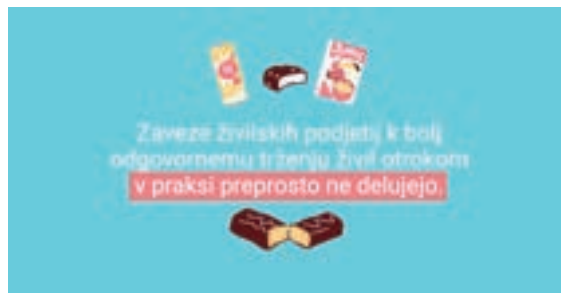 Zaveze živilskih podjetij k bolj
odgovornemu trženju živil otrokom
v praksi preprosto ne delujejo.